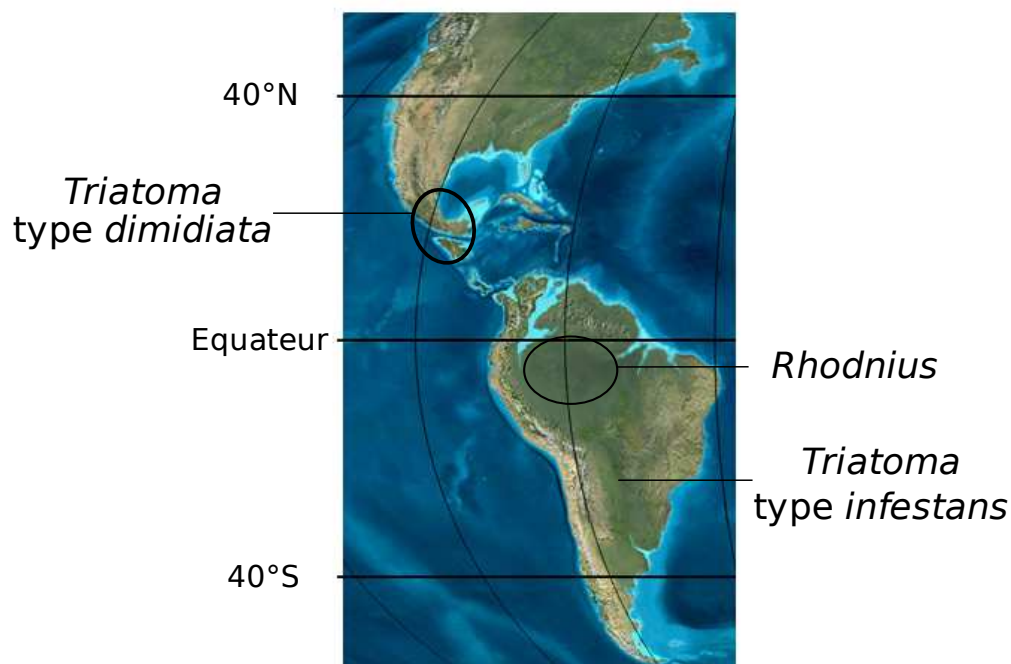 40°N
Triatoma
type dimidiata
Equateur
Rhodnius
Triatoma
type infestans
40°S